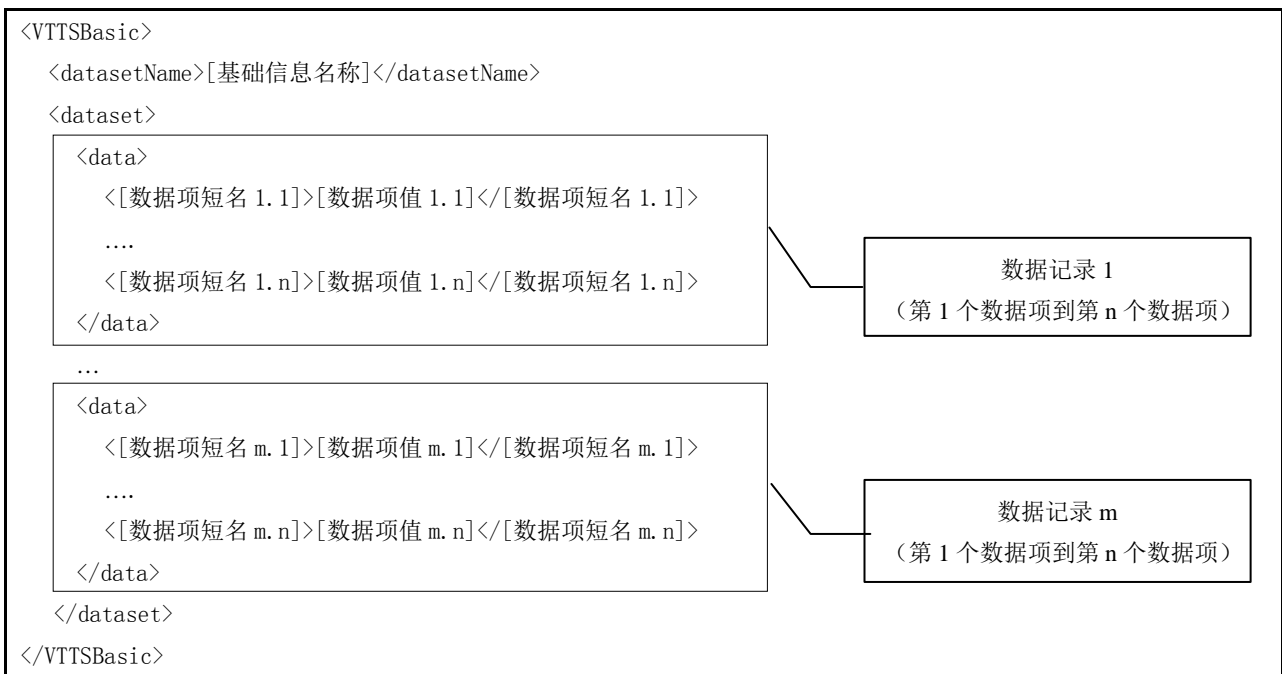 <VTTSBasic>
<datasetName>[基础信息名称]</datasetName>
<dataset>
<data>
<[数据项短名 1.1]>[数据项值 1.1]</[数据项短名 1.1]>
....
<[数据项短名 1.n]>[数据项值 1.n]</[数据项短名 1.n]>
</data>
数据记录 1
（第 1 个数据项到第 n 个数据项）
...
<data>
<[数据项短名 m.1]>[数据项值 m.1]</[数据项短名 m.1]>
....
<[数据项短名 m.n]>[数据项值 m.n]</[数据项短名 m.n]>
</data>
数据记录 m
（第 1 个数据项到第 n 个数据项）
</dataset>
</VTTSBasic>